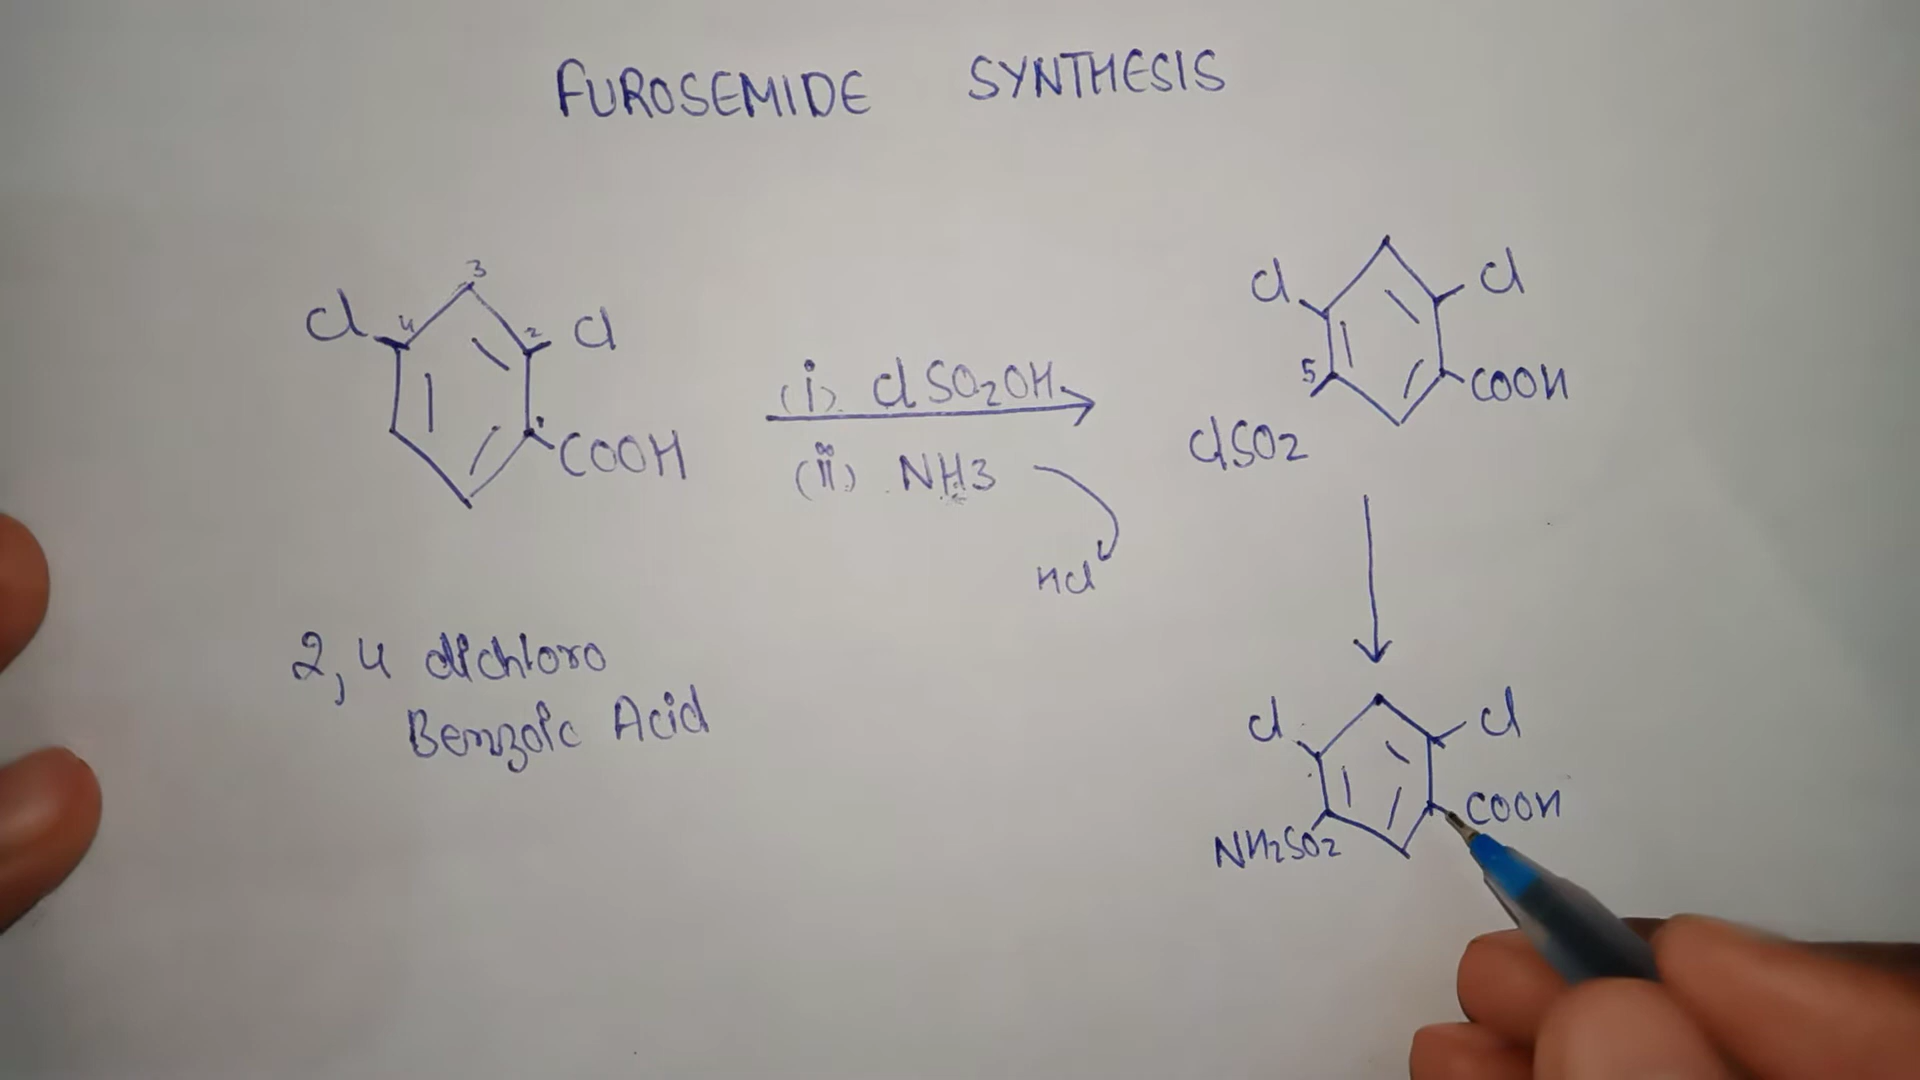 FUROSEMIDE SYNTHESIS
3
Cl 4 2 Cl
1 COOH
(i) ClSO2OH
(ii) NH3
HCl
2,4 dichloro
Benzoic Acid
Cl Cl
5 COOH
ClSO2
Cl Cl
COOH
NH2SO2